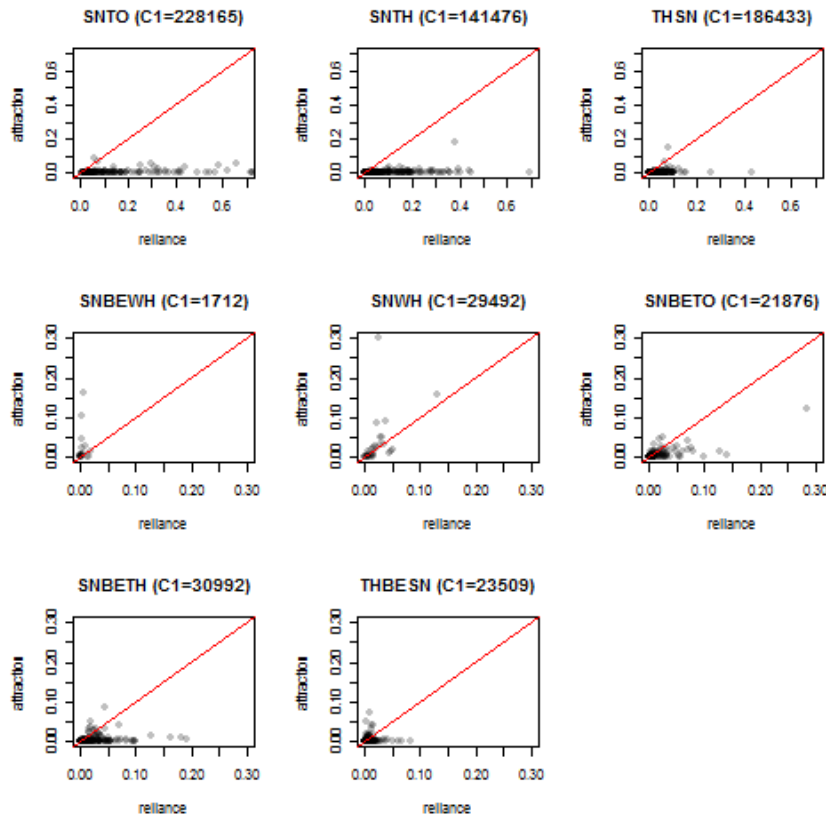 SNTO (C1=228165)
attraction
0.0 0.2 0.4 0.6
0.0 0.2 0.4 0.6
reliance
SNTH (C1=141476)
attraction
0.0 0.2 0.4 0.6
0.0 0.2 0.4 0.6
reliance
THSN (C1=186433)
attraction
0.0 0.2 0.4 0.6
0.0 0.2 0.4 0.6
reliance
SNBEWH (C1=1712)
attraction
0.00 0.10 0.20 0.30
0.00 0.10 0.20 0.30
reliance
SNWH (C1=29492)
attraction
0.00 0.10 0.20 0.30
0.00 0.10 0.20 0.30
reliance
SNBETO (C1=21876)
attraction
0.00 0.10 0.20 0.30
0.00 0.10 0.20 0.30
reliance
SNBETH (C1=30992)
attraction
0.00 0.10 0.20 0.30
0.00 0.10 0.20 0.30
reliance
THBESN (C1=23509)
attraction
0.00 0.10 0.20 0.30
0.00 0.10 0.20 0.30
reliance